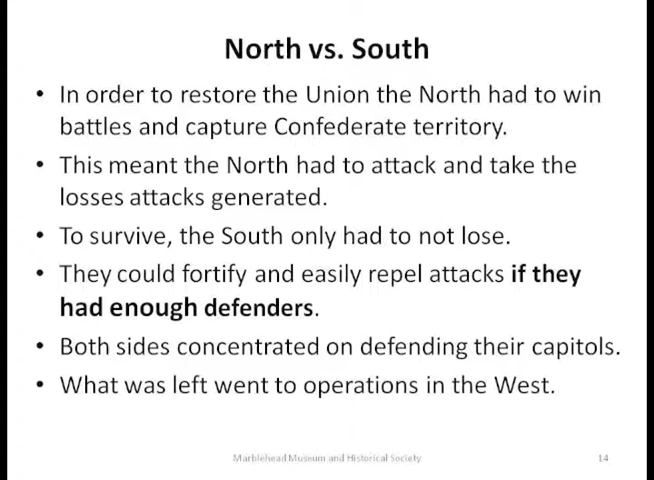 North vs. South
• In order to restore the Union the North had to win
battles and capture Confederate territory.
• This meant the North had to attack and take the
losses attacks generated.
• To survive, the South only had to not lose.
• They could fortify and easily repel attacks if they
had enough defenders.
• Both sides concentrated on defending their capitols.
• What was left went to operations in the West.
Marblehead Museum and Historical Society
14